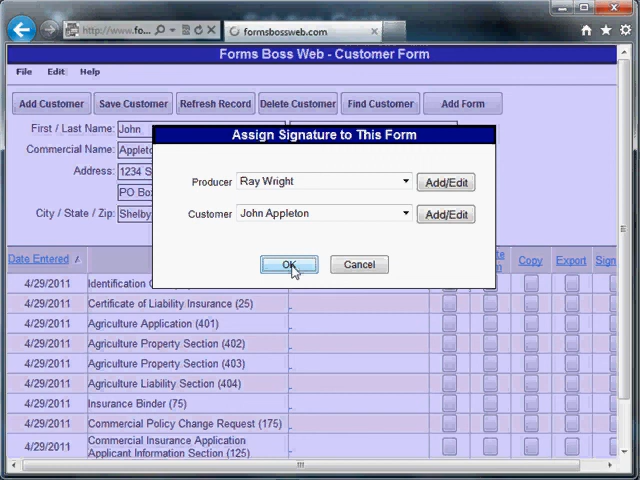 http://www.fo...
formsbossweb.com
Forms Boss Web - Customer Form
File Edit Help
Add Customer Save Customer Refresh Record Delete Customer Find Customer Add Form
First / Last Name: John
Assign Signature to This Form
Commercial Name: Appleto
Address: 1234 S
Producer Ray Wright Add/Edit
PO Box
City / State / Zip: Shelby
Customer John Appleton Add/Edit
OK Cancel
Date Entered Copy Export Sign
4/29/2011 Identification C
4/29/2011 Certificate of Liability Insurance (25)
4/29/2011 Agriculture Application (401)
4/29/2011 Agriculture Property Section (402)
4/29/2011 Agriculture Property Section (403)
4/29/2011 Agriculture Liability Section (404)
4/29/2011 Insurance Binder (75)
4/29/2011 Commercial Policy Change Request (175)
4/29/2011 Commercial Insurance Application
Applicant Information Section (125)